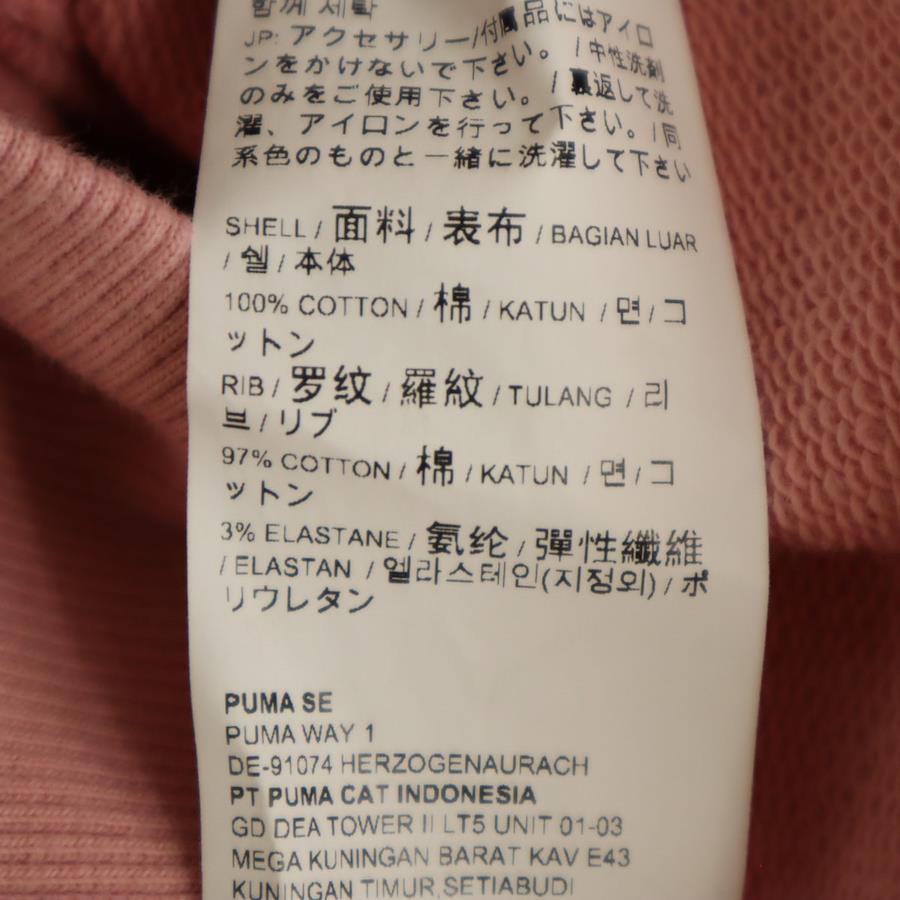 함께 세탁
JP: アクセサリー/付属品にはアイロ
ンをかけないで下さい。 / 中性洗剤
のみをご使用下さい。 / 裏返して洗
濯、アイロンを行って下さい。 / 同
系色のものと一緒に洗濯して下さい
SHELL / 面料 / 表布 / BAGIAN LUAR
/ 쉘 / 本体
100% COTTON / 棉 / KATUN / 면 / コ
ットン
RIB / 罗纹 / 羅紋 / TULANG / 리
브 / リブ
97% COTTON / 棉 / KATUN / 면 / コ
ットン
3% ELASTANE / 氨纶 / 彈性纖維
/ ELASTAN / 엘라스테인(지정외) / ポ
リウレタン
PUMA SE
PUMA WAY 1
DE-91074 HERZOGENAURACH
PT PUMA CAT INDONESIA
GD DEA TOWER II LT5 UNIT 01-03
MEGA KUNINGAN BARAT KAV E43
KUNINGAN TIMUR,SETIABUDI